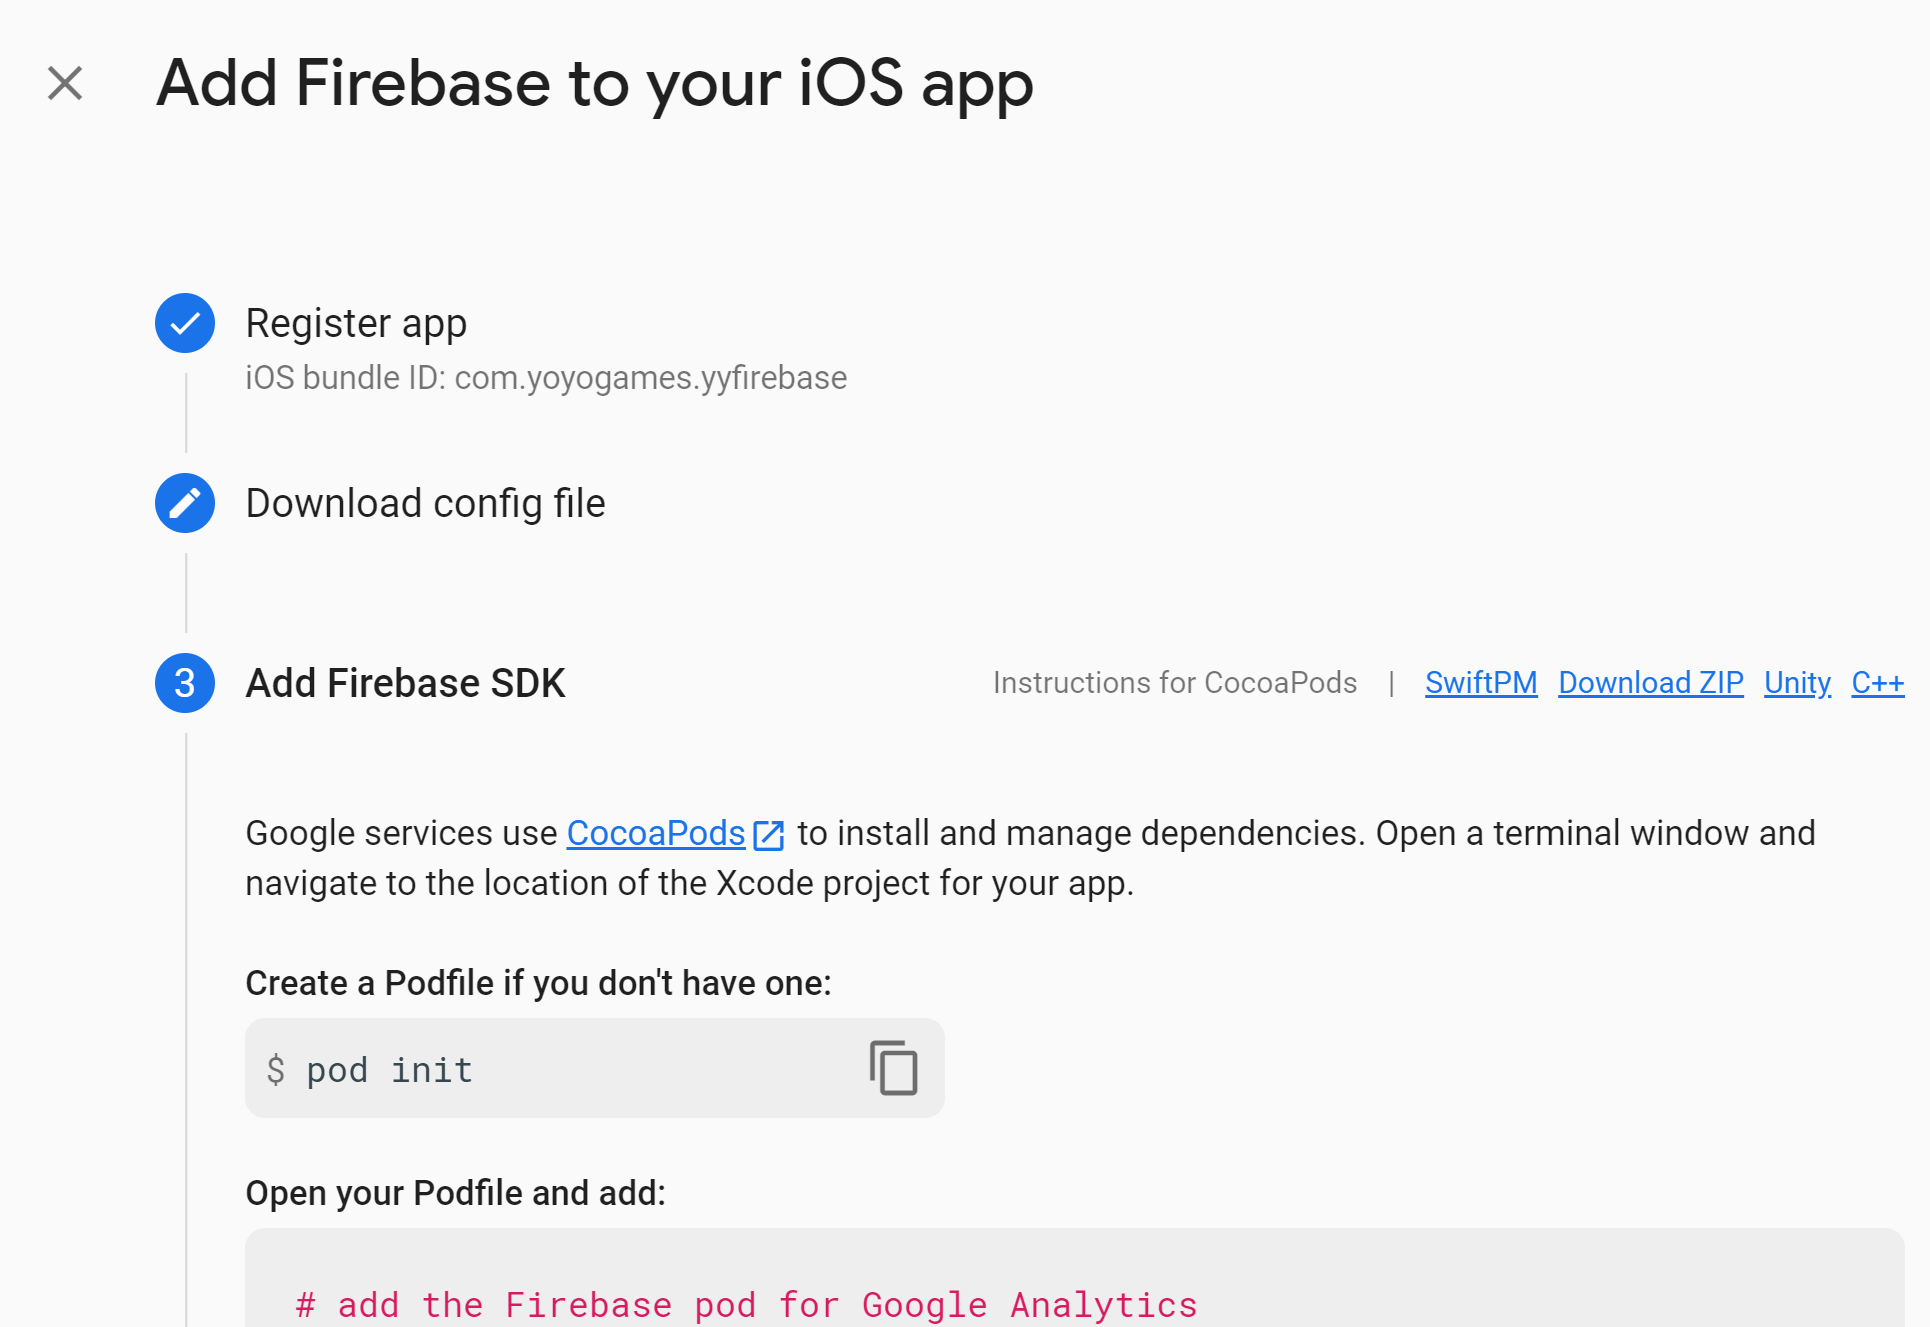 Add Firebase to your iOS app
Register app
iOS bundle ID: com.yoyogames.yyfirebase
Download config file
3 Add Firebase SDK Instructions for CocoaPods | SwiftPM Download ZIP Unity C++
Google services use CocoaPods to install and manage dependencies. Open a terminal window and
navigate to the location of the Xcode project for your app.
Create a Podfile if you don't have one:
$ pod init
Open your Podfile and add:
# add the Firebase pod for Google Analytics